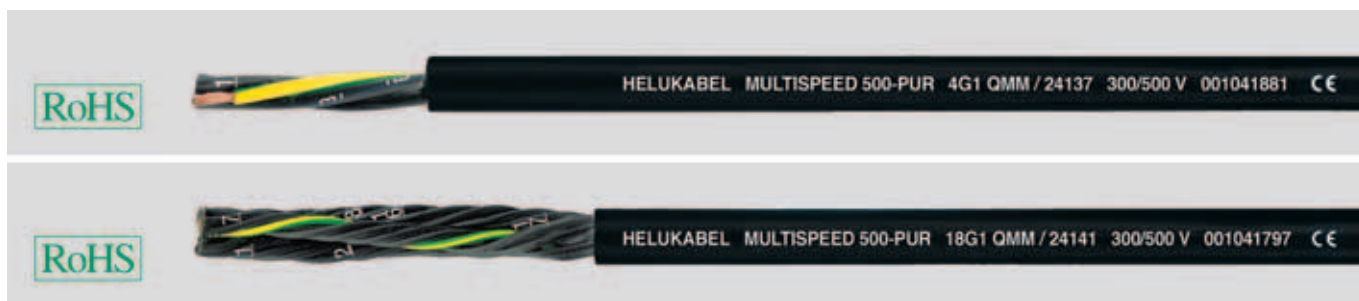 RoHS
1
HELUKABEL MULTISPEED 500-PUR 4G1 QMM / 24137 300/500 V 001041881 CE
RoHS
HELUKABEL MULTISPEED 500-PUR 18G1 QMM / 24141 300/500 V 001041797 CE